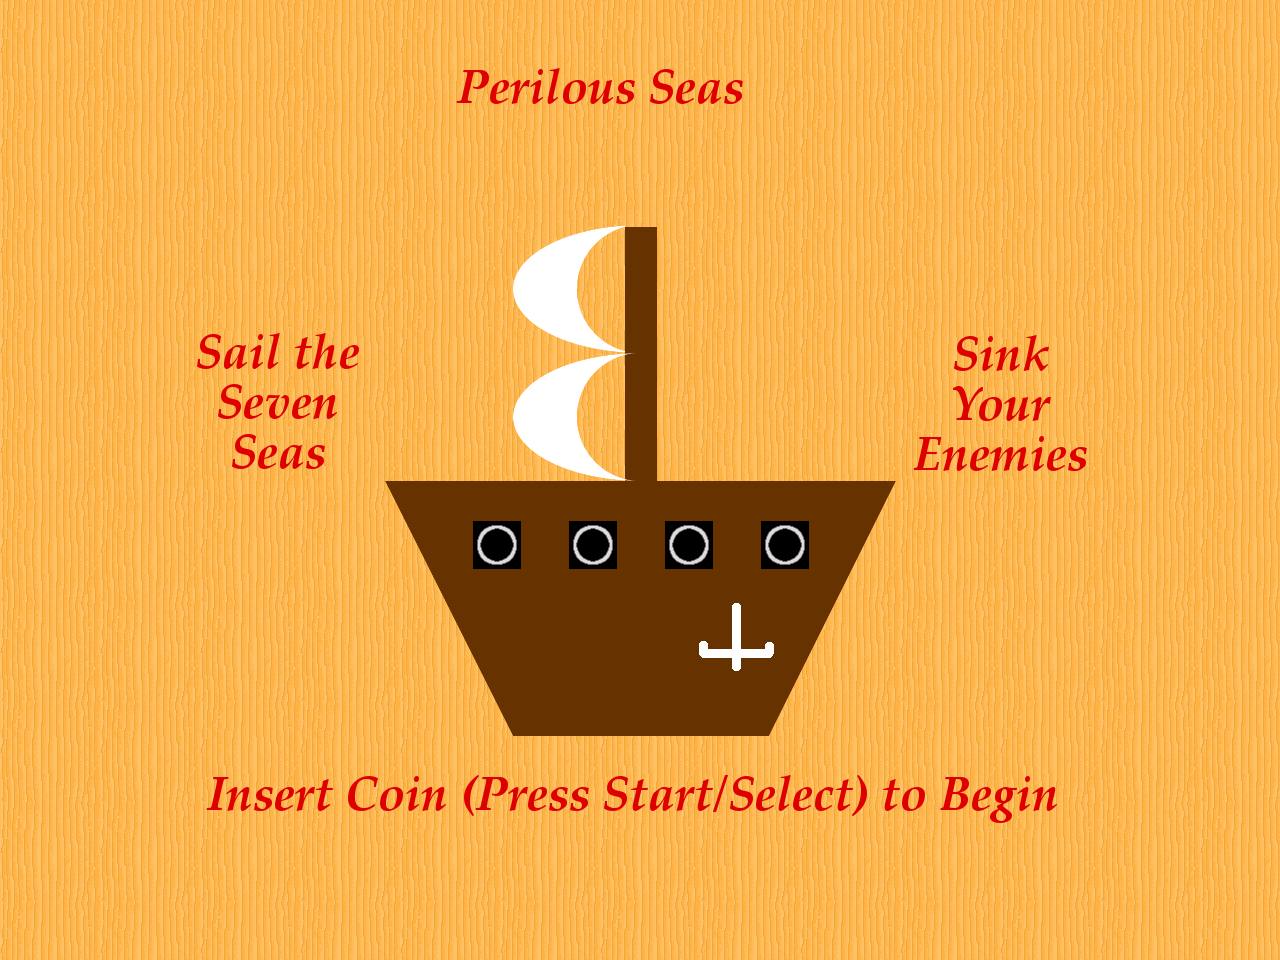 Perilous Seas
Sail the
Seven
Seas
Sink
Your
Enemies
Insert Coin (Press Start/Select) to Begin